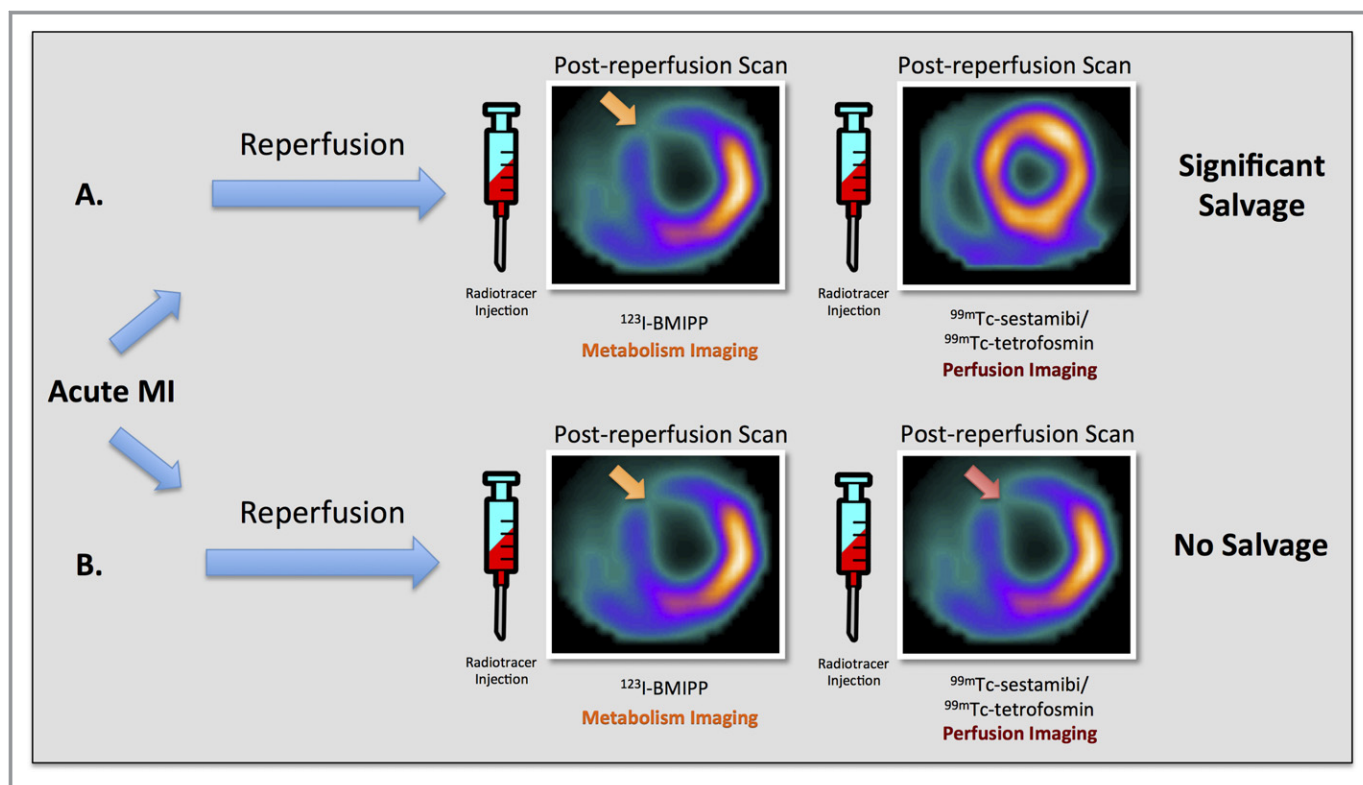 Post-reperfusion Scan
Post-reperfusion Scan
Reperfusion
A.
Significant
Salvage
Radiotracer
Injection
Radiotracer
Injection
¹²³I-BMIPP
Metabolism Imaging
⁹⁹ᵐTc-sestamibi/
⁹⁹ᵐTc-tetrofosmin
Perfusion Imaging
Acute MI
Post-reperfusion Scan
Post-reperfusion Scan
Reperfusion
B.
No Salvage
Radiotracer
Injection
Radiotracer
Injection
¹²³I-BMIPP
Metabolism Imaging
⁹⁹ᵐTc-sestamibi/
⁹⁹ᵐTc-tetrofosmin
Perfusion Imaging